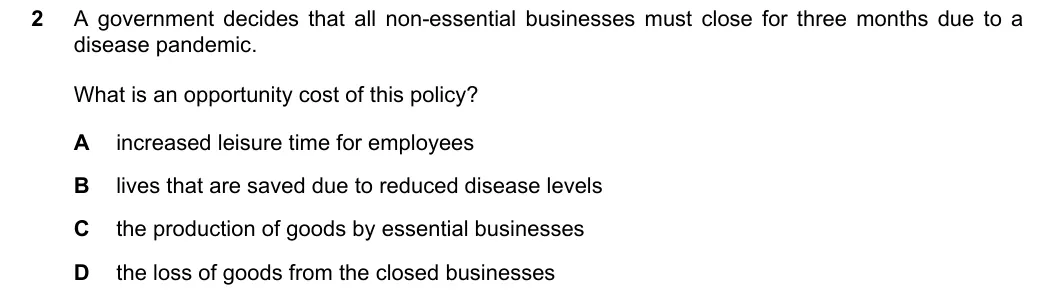 2 A government decides that all non-essential businesses must close for three months due to a
disease pandemic.
What is an opportunity cost of this policy?
A increased leisure time for employees
B lives that are saved due to reduced disease levels
C the production of goods by essential businesses
D the loss of goods from the closed businesses